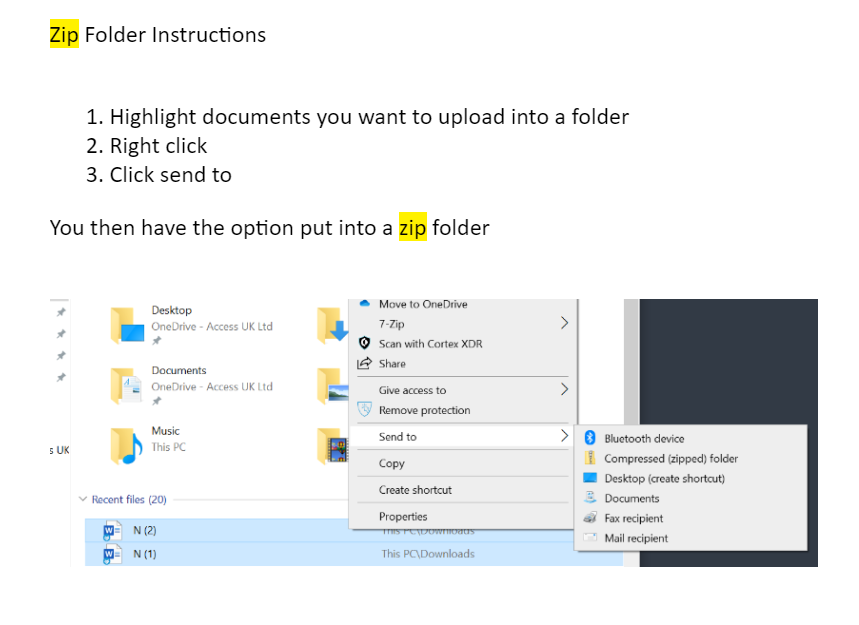 Zip Folder Instructions
1. Highlight documents you want to upload into a folder
2. Right click
3. Click send to
You then have the option put into a zip folder
Desktop
OneDrive - Access UK Ltd
Documents
OneDrive - Access UK Ltd
Music
This PC
s UK
Recent files (20)
N (2)
This PC\Downloads
N (1)
This PC\Downloads
Move to OneDrive
7-Zip
Scan with Cortex XDR
Share
Give access to
Remove protection
Send to
Copy
Create shortcut
Properties
Bluetooth device
Compressed (zipped) folder
Desktop (create shortcut)
Documents
Fax recipient
Mail recipient